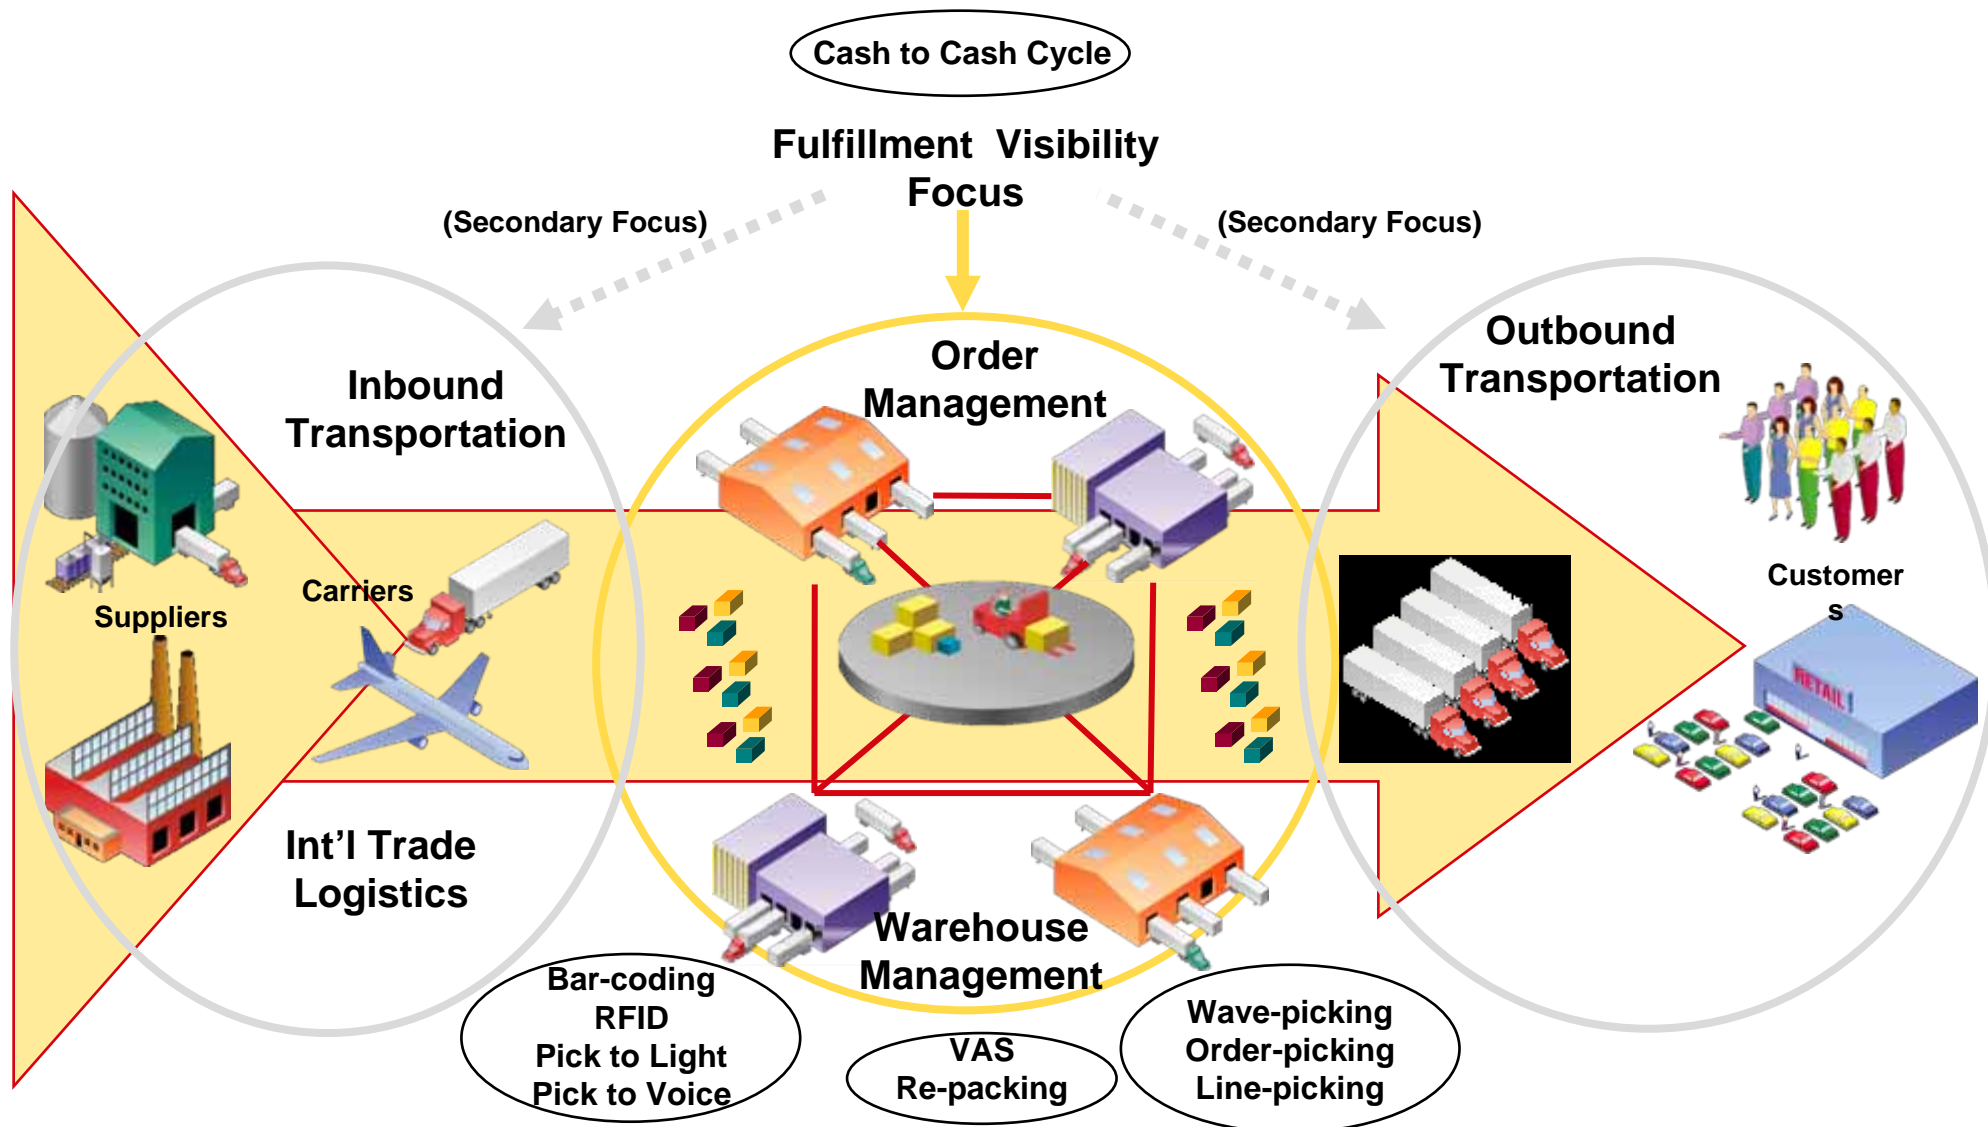 Cash to Cash Cycle
Fulfillment  Visibility
Focus
(Secondary Focus)
(Secondary Focus)
Inbound
Transportation
Order
Management
Outbound
Transportation
Suppliers
Carriers
Customer
s
RETAIL
Int’l Trade
Logistics
Warehouse
Management
Bar-coding
RFID
Pick to Light
Pick to Voice
VAS
Re-packing
Wave-picking
Order-picking
Line-picking